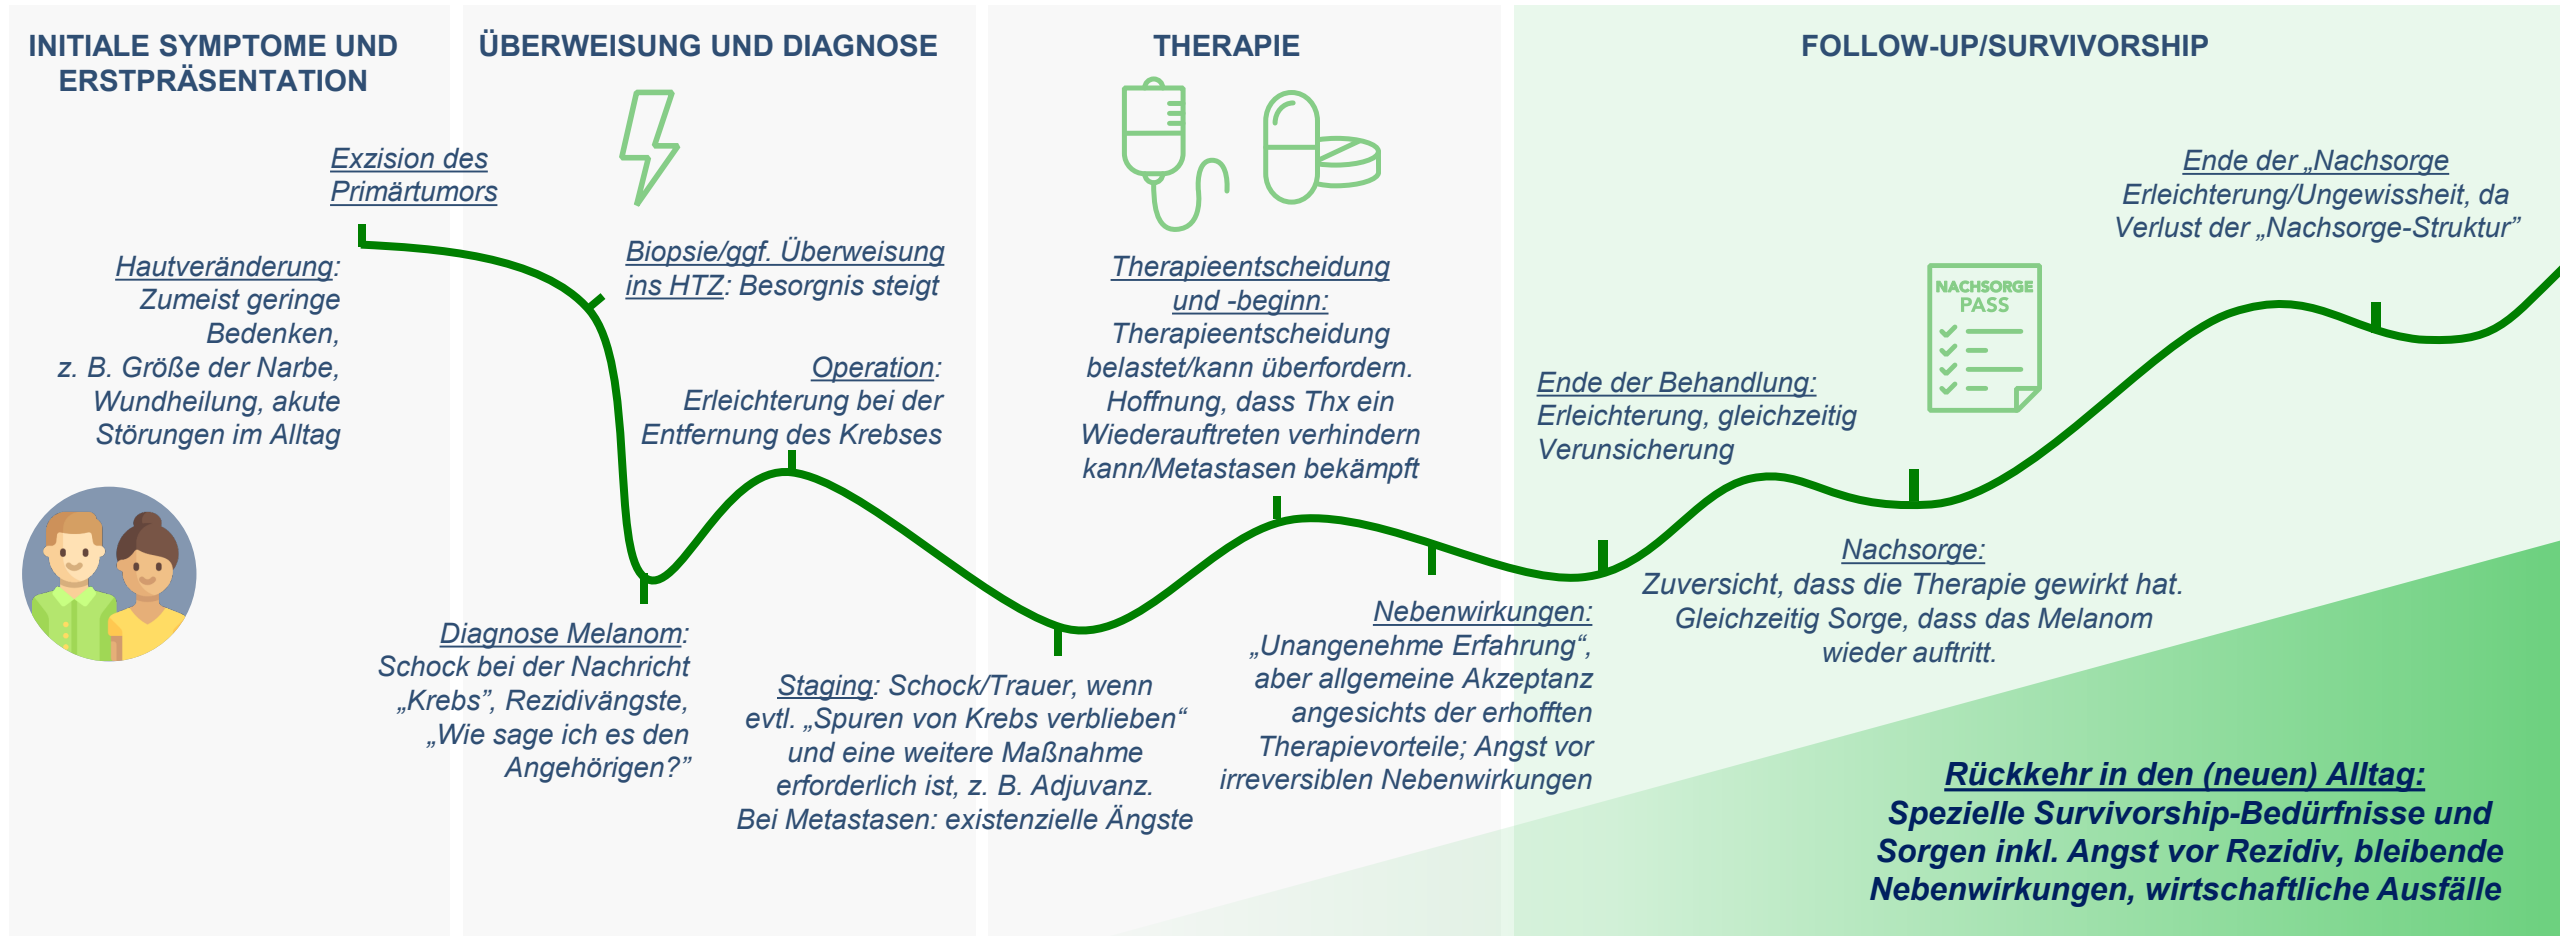 INITIALE SYMPTOME UND
ERSTPRÄSENTATION
Exzision des
Primärtumors
Hautveränderung:
Zumeist geringe
Bedenken,
z. B. Größe der Narbe,
Wundheilung, akute
Störungen im Alltag
ÜBERWEISUNG UND DIAGNOSE
Biopsie/ggf. Überweisung
ins HTZ: Besorgnis steigt
Operation:
Erleichterung bei der
Entfernung des Krebses
Diagnose Melanom:
Schock bei der Nachricht
„Krebs”, Rezidivängste,
„Wie sage ich es den
Angehörigen?”
Staging: Schock/Trauer, wenn
evtl. „Spuren von Krebs verblieben“
und eine weitere Maßnahme
erforderlich ist, z. B. Adjuvanz.
Bei Metastasen: existenzielle Ängste
THERAPIE
Therapieentscheidung
und -beginn:
Therapieentscheidung
belastet/kann überfordern.
Hoffnung, dass Thx ein
Wiederauftreten verhindern
kann/Metastasen bekämpft
Nebenwirkungen:
„Unangenehme Erfahrung“,
aber allgemeine Akzeptanz
angesichts der erhofften
Therapievorteile; Angst vor
irreversiblen Nebenwirkungen
FOLLOW-UP/SURVIVORSHIP
Ende der Behandlung:
Erleichterung, gleichzeitig
Verunsicherung
NACHSORGE
PASS
Nachsorge:
Zuversicht, dass die Therapie gewirkt hat.
Gleichzeitig Sorge, dass das Melanom
wieder auftritt.
Ende der „Nachsorge
Erleichterung/Ungewissheit, da
Verlust der „Nachsorge-Struktur”
Rückkehr in den (neuen) Alltag:
Spezielle Survivorship-Bedürfnisse und
Sorgen inkl. Angst vor Rezidiv, bleibende
Nebenwirkungen, wirtschaftliche Ausfälle